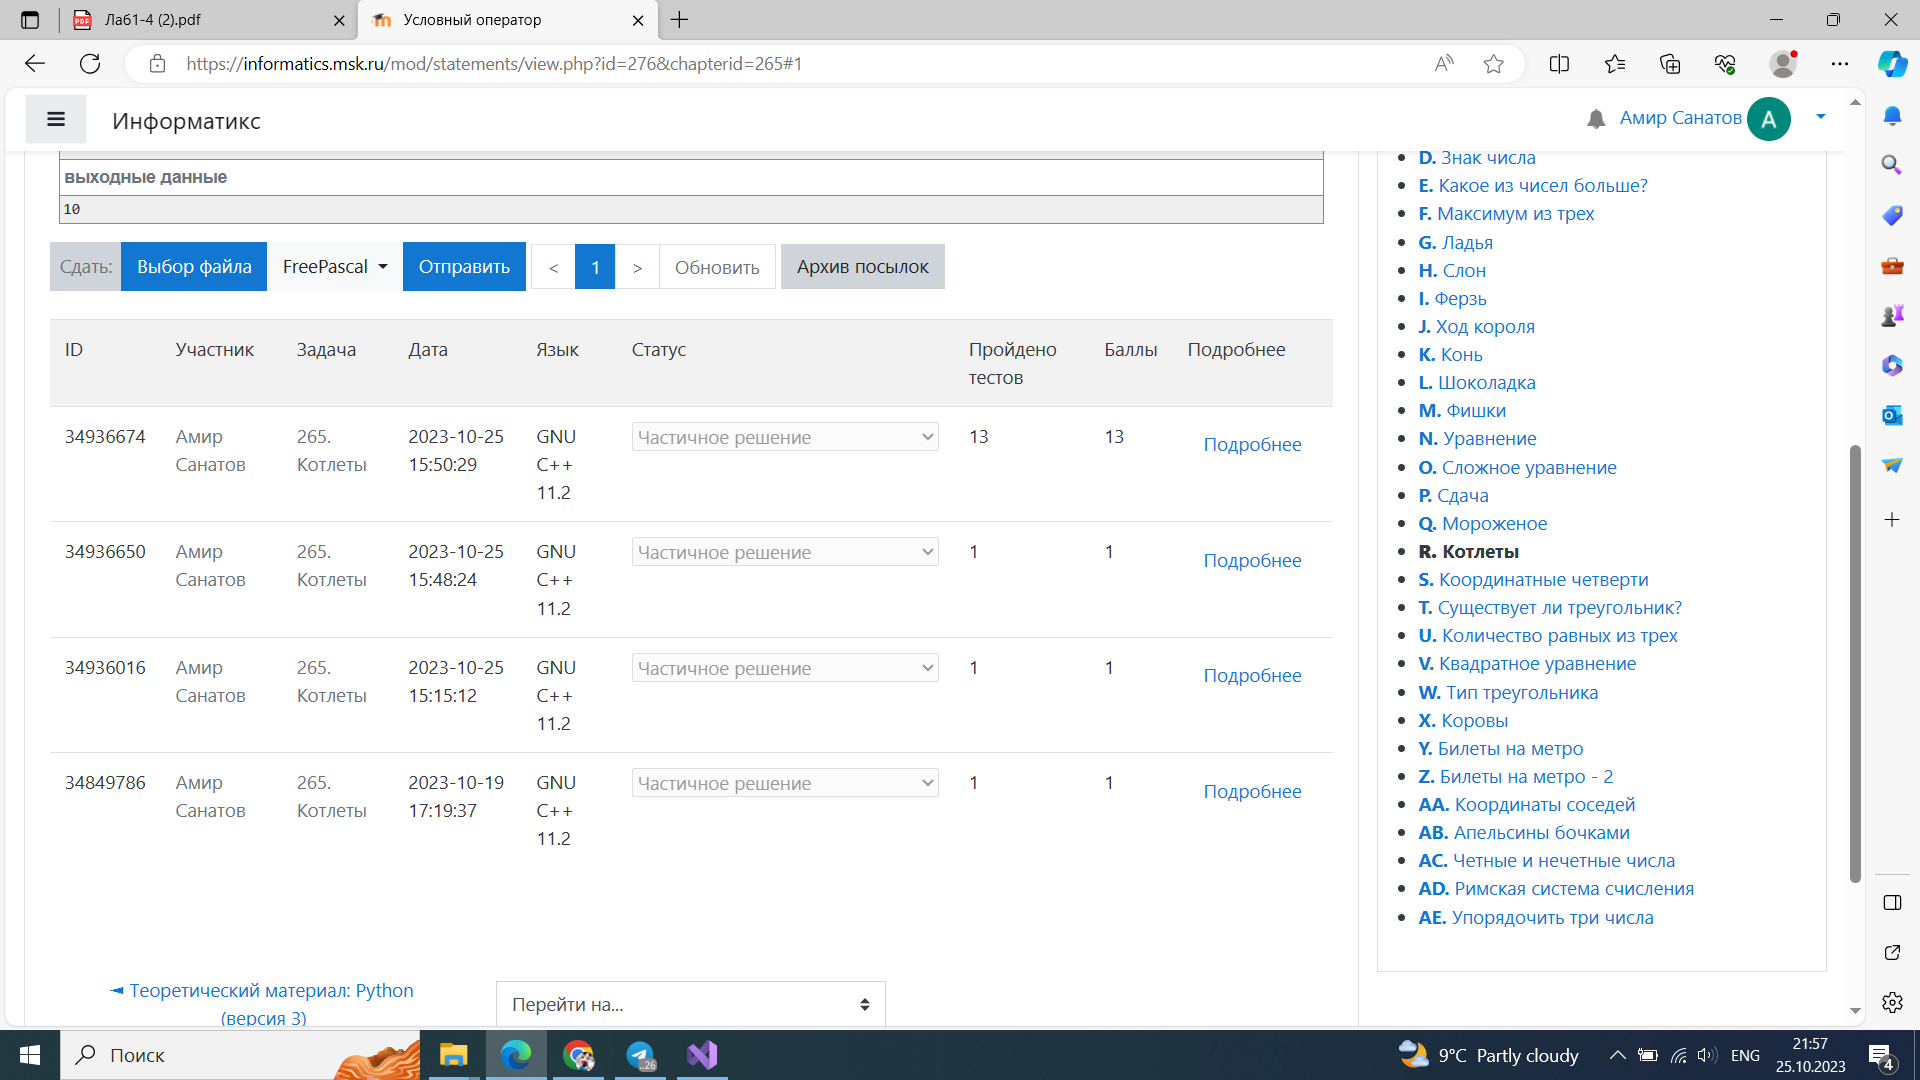 Лаб1-4 (2).pdf
Условный оператор
https://informatics.msk.ru/mod/statements/view.php?id=276&chapterid=265#1
Информатикс
Амир Санатов
A
выходные данные
10
Сдать:
Выбор файла
FreePascal
Отправить
<
1
>
Обновить
Архив посылок
ID Участник Задача Дата Язык Статус Пройдено тестов Баллы Подробнее
34936674 Амир Санатов 265. Котлеты 2023-10-25 15:50:29 GNU C++ 11.2 Частичное решение 13 13 Подробнее
34936650 Амир Санатов 265. Котлеты 2023-10-25 15:48:24 GNU C++ 11.2 Частичное решение 1 1 Подробнее
34936016 Амир Санатов 265. Котлеты 2023-10-25 15:15:12 GNU C++ 11.2 Частичное решение 1 1 Подробнее
34849786 Амир Санатов 265. Котлеты 2023-10-19 17:19:37 GNU C++ 11.2 Частичное решение 1 1 Подробнее
◄ Теоретический материал: Python
(версия 3)
Перейти на...
D. Знак числа
E. Какое из чисел больше?
F. Максимум из трех
G. Ладья
H. Слон
I. Ферзь
J. Ход короля
K. Конь
L. Шоколадка
M. Фишки
N. Уравнение
O. Сложное уравнение
P. Сдача
Q. Мороженое
R. Котлеты
S. Координатные четверти
T. Существует ли треугольник?
U. Количество равных из трех
V. Квадратное уравнение
W. Тип треугольника
X. Коровы
Y. Билеты на метро
Z. Билеты на метро - 2
AA. Координаты соседей
AB. Апельсины бочками
AC. Четные и нечетные числа
AD. Римская система счисления
AE. Упорядочить три числа
Поиск
26
9°C Partly cloudy
ENG
21:57
25.10.2023
4